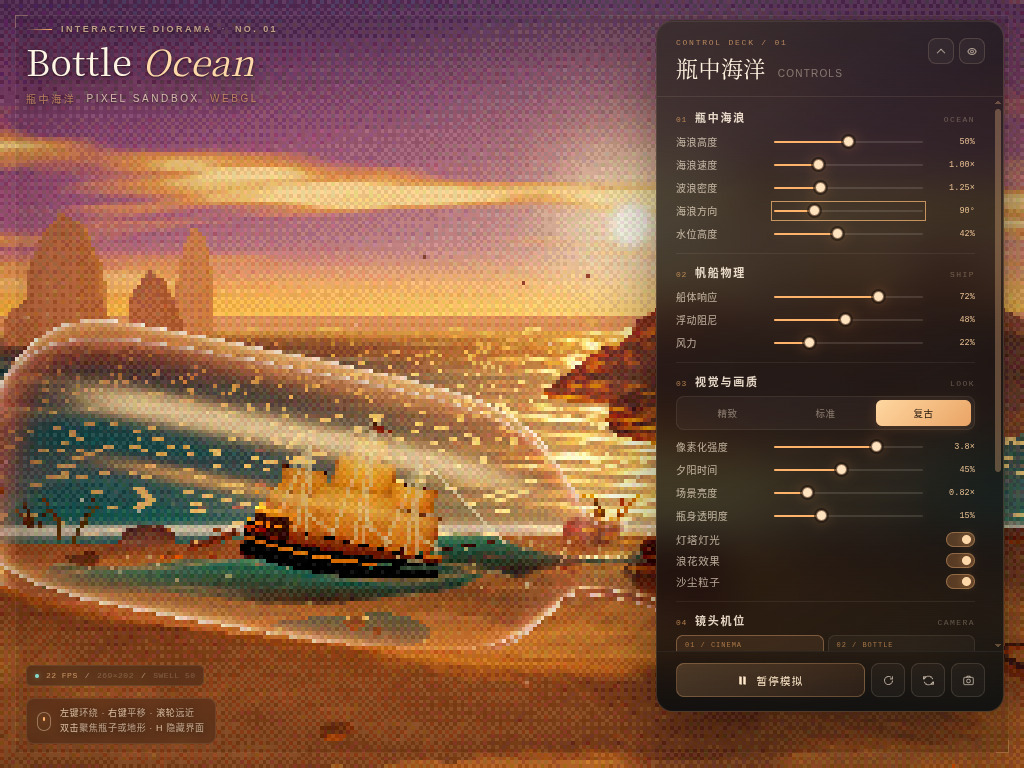 INTERACTIVE DIORAMA · NO. 01
Bottle Ocean
瓶中海洋 PIXEL SANDBOX WEBGL
CONTROL DECK / 01
瓶中海洋 CONTROLS
01 瓶中海浪 OCEAN
海浪高度 50%
海浪速度 1.00×
波浪密度 1.25×
海浪方向 90°
水位高度 42%
02 帆船物理 SHIP
船体响应 72%
浮动阻尼 48%
风力 22%
03 视觉与画质 LOOK
精致 标准 复古
像素化强度 3.8×
夕阳时间 45%
场景亮度 0.82×
瓶身透明度 15%
灯塔灯光
浪花效果
沙尘粒子
04 镜头机位 CAMERA
01 / CINEMA 02 / BOTTLE
暂停模拟
22 FPS / 269×202 / SWELL 50
左键环绕 · 右键平移 · 滚轮远近
双击聚焦瓶子或地形 · H 隐藏界面